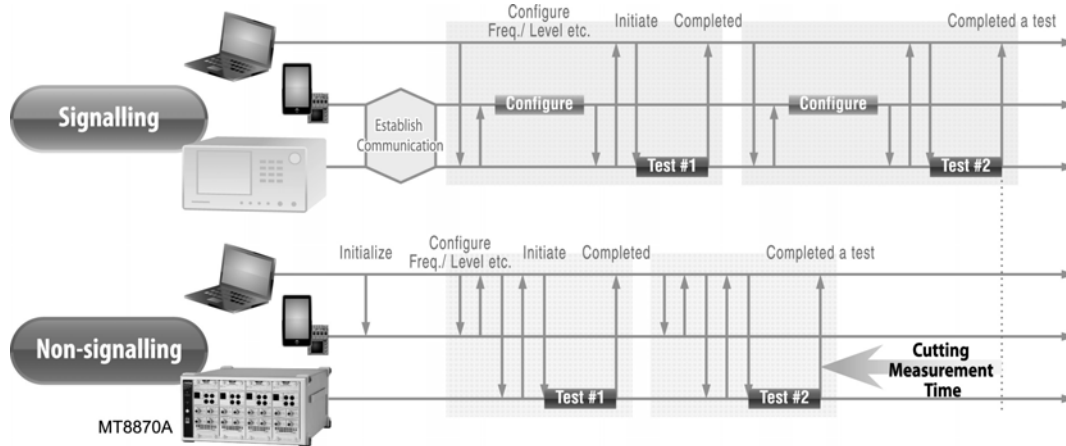 Configure
Freq./ Level etc.
Initiate
Completed
Completed a test
Signalling
Establish
Communication
Configure
Configure
Test #1
Test #2
Initialize
Configure
Freq./ Level etc.
Initiate
Completed
Completed a test
Non-signalling
Cutting
Measurement
Time
Test #1
Test #2
MT8870A